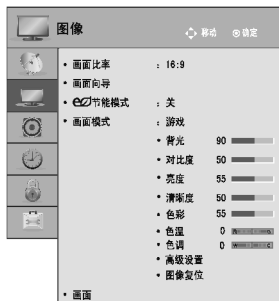 图像 移动 ⊙确定
• 画面比率 : 16:9
• 画面向导
• 节能模式 : 关
• 画面模式 : 游戏
• 背光 90
• 对比度 50
• 亮度 55
• 清晰度 50
• 色彩 55
• 色温 0
• 色调 0
• 高级设置
• 图像复位
• 画面